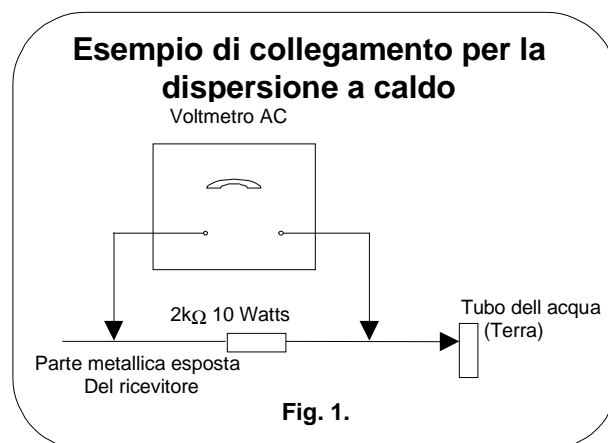 Esempio di collegamento per la
dispersione a caldo
Voltmetro AC
2kΩ 10 Watts
Tubo dell acqua
(Terra)
Parte metallica esposta
Del ricevitore
Fig. 1.